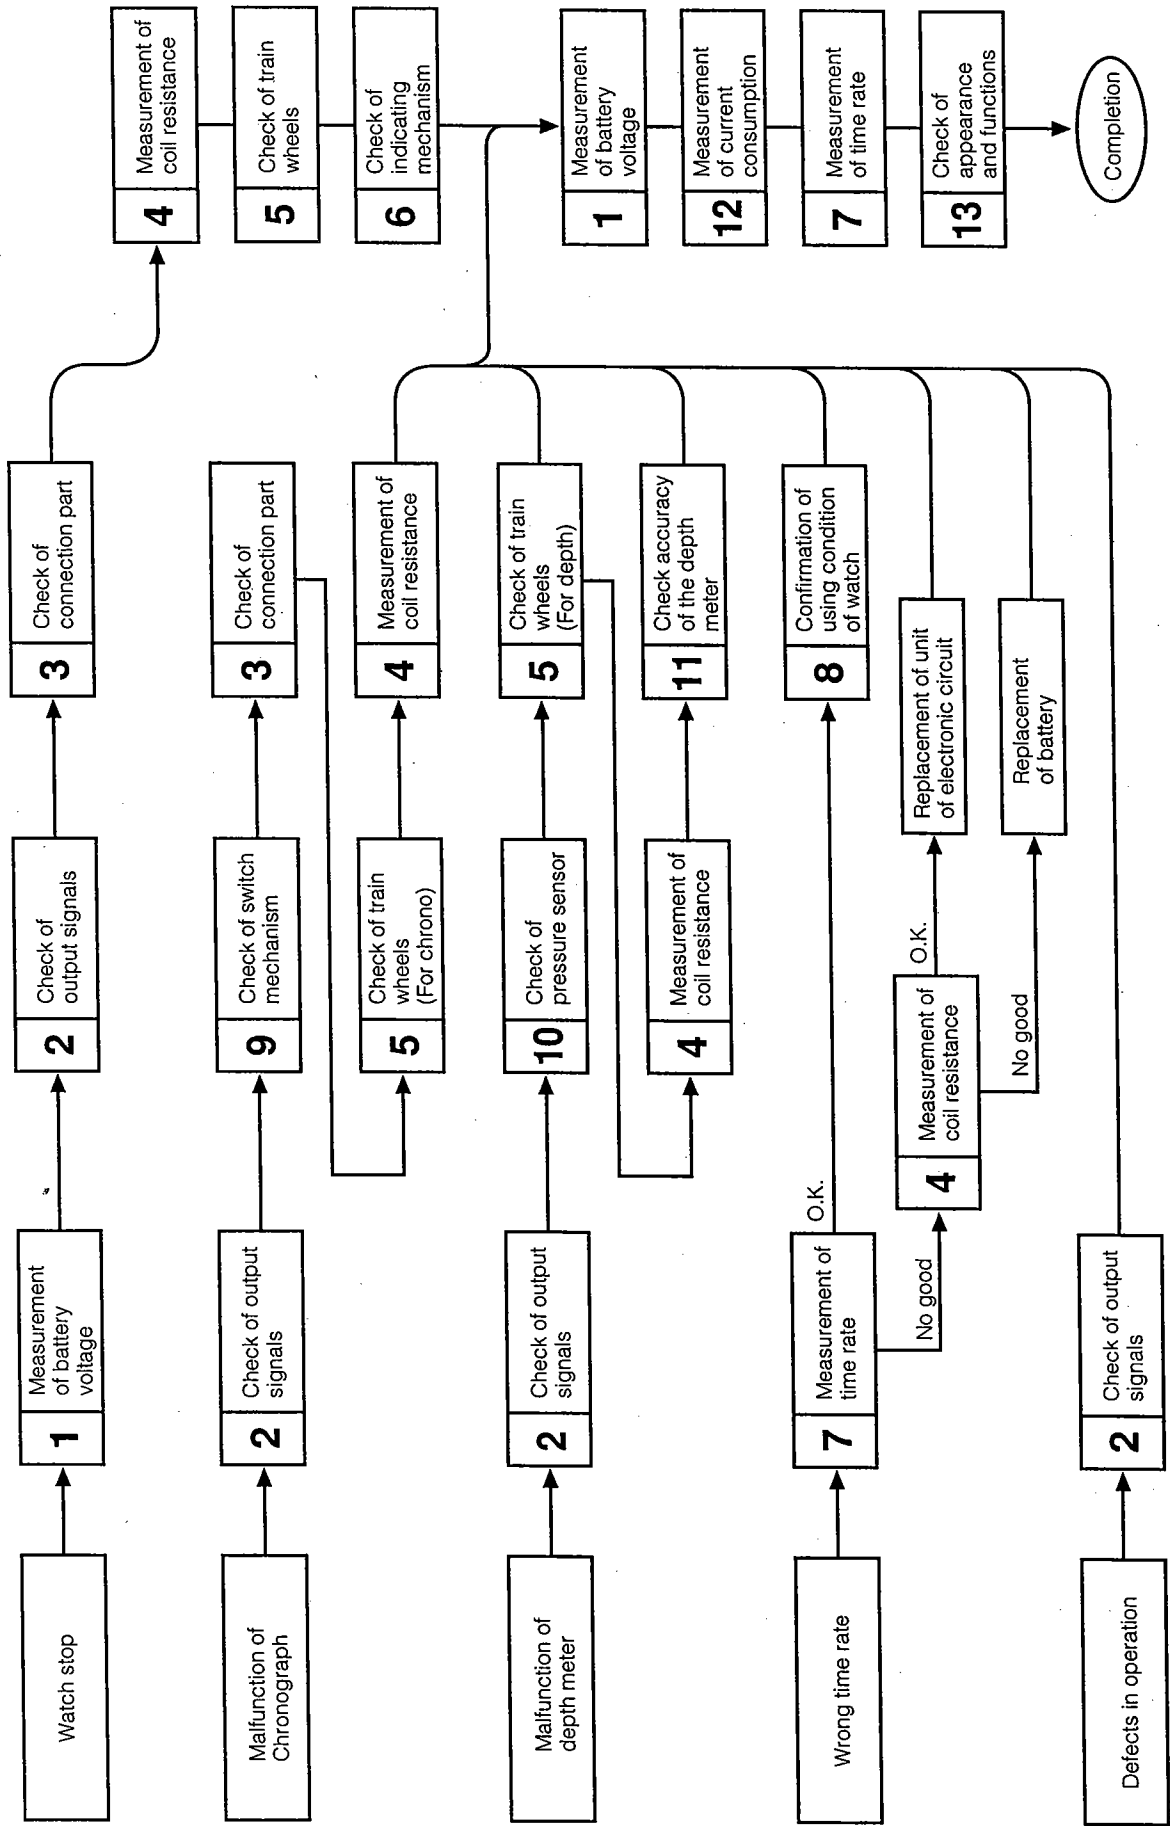 Watch stop
1
Measurement
of battery
voltage
2
Check of
output signals
3
Check of
connection part
4
Measurement of
coil resistance
5
Check of train
wheels
6
Check of
indicating
mechanism
Malfunction of
Chronograph
2
Check of output
signals
9
Check of switch
mechanism
3
Check of
connection part
5
Check of train
wheels
(For chrono)
4
Measurement of
coil resistance
Malfunction of
depth meter
2
Check of output
signals
10
Check of
pressure sensor
5
Check of train
wheels
(For depth)
4
Measurement of
coil resistance
11
Check accuracy
of the depth
meter
Wrong time rate
7
Measurement of
time rate
O.K.
8
Confirmation of
using condition
of watch
No good
4
Measurement of
coil resistance
O.K.
Replacement of unit
of electronic circuit
No good
Replacement
of battery
Defects in operation
2
Check of output
signals
1
Measurement
of battery
voltage
12
Measurement
of current
consumption
7
Measurement
of time rate
13
Check of
appearance
and functions
Completion